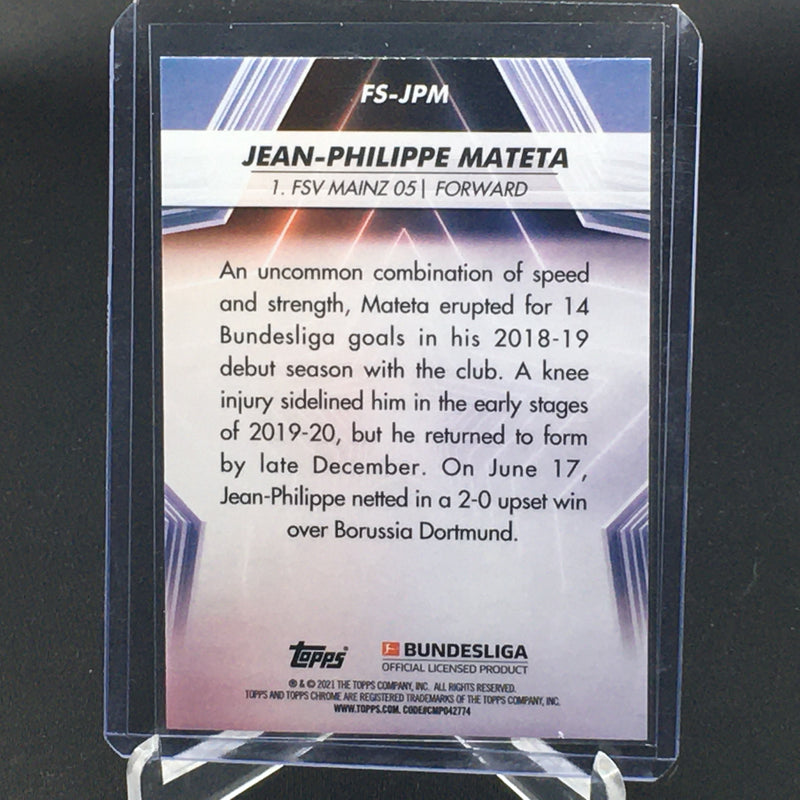 FS-JPM
JEAN-PHILIPPE MATETA
1. FSV MAINZ 05 | FORWARD
An uncommon combination of speed
and strength, Mateta erupted for 14
Bundesliga goals in his 2018-19
debut season with the club. A knee
injury sidelined him in the early stages
of 2019-20, but he returned to form
by late December. On June 17,
Jean-Philippe netted in a 2-0 upset win
over Borussia Dortmund.
Topps® BUNDESLIGA
OFFICIAL LICENSED PRODUCT
® & © 2021 THE TOPPS COMPANY, INC. ALL RIGHTS RESERVED.
TOPPS AND TOPPS CHROME ARE REGISTERED TRADEMARKS OF THE TOPPS COMPANY, INC.
WWW.TOPPS.COM. CODE#CMP042774